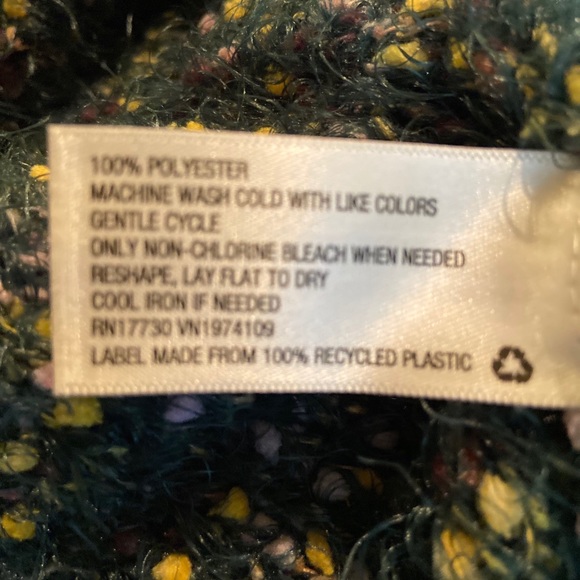 100% POLYESTER
MACHINE WASH COLD WITH LIKE COLORS
GENTLE CYCLE
ONLY NON-CHLORINE BLEACH WHEN NEEDED
RESHAPE, LAY FLAT TO DRY
COOL IRON IF NEEDED
RN17730 VN1974109
LABEL MADE FROM 100% RECYCLED PLASTIC